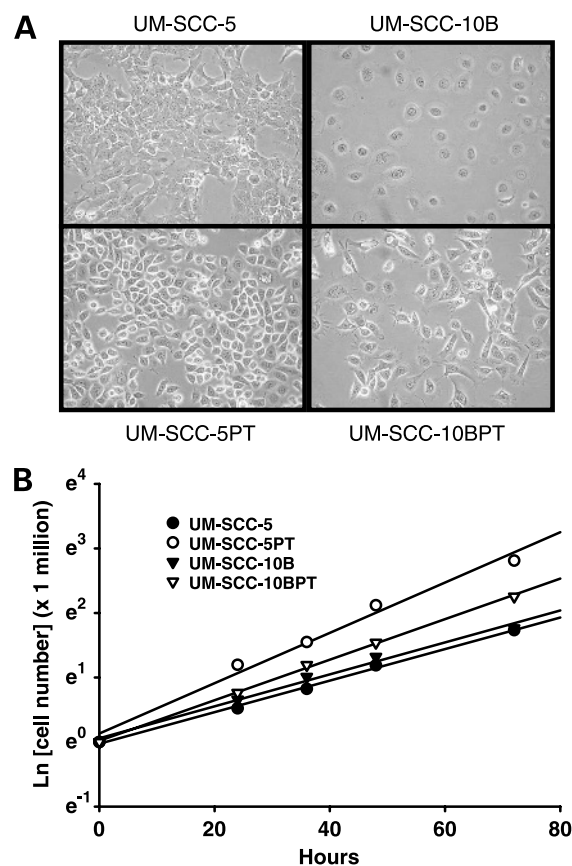 A
UM-SCC-5 UM-SCC-10B
UM-SCC-5PT UM-SCC-10BPT
B
Ln [cell number] (x 1 million)
e4
e3
e2
e1
e0
e-1
UM-SCC-5
UM-SCC-5PT
UM-SCC-10B
UM-SCC-10BPT
0 20 40 60 80
Hours